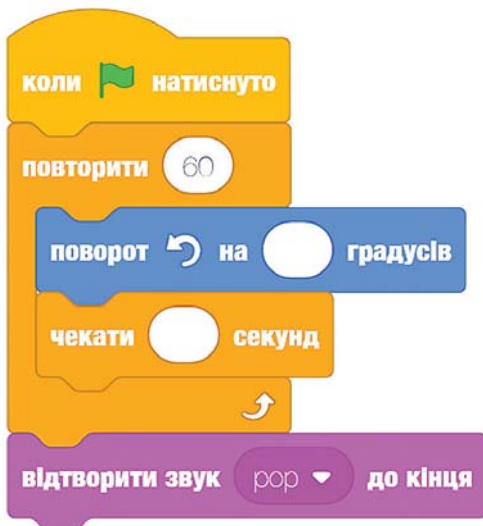 коли натиснуто
повторити 60
поворот на градусів
чекати секунд
відтворити звук pop до кінця